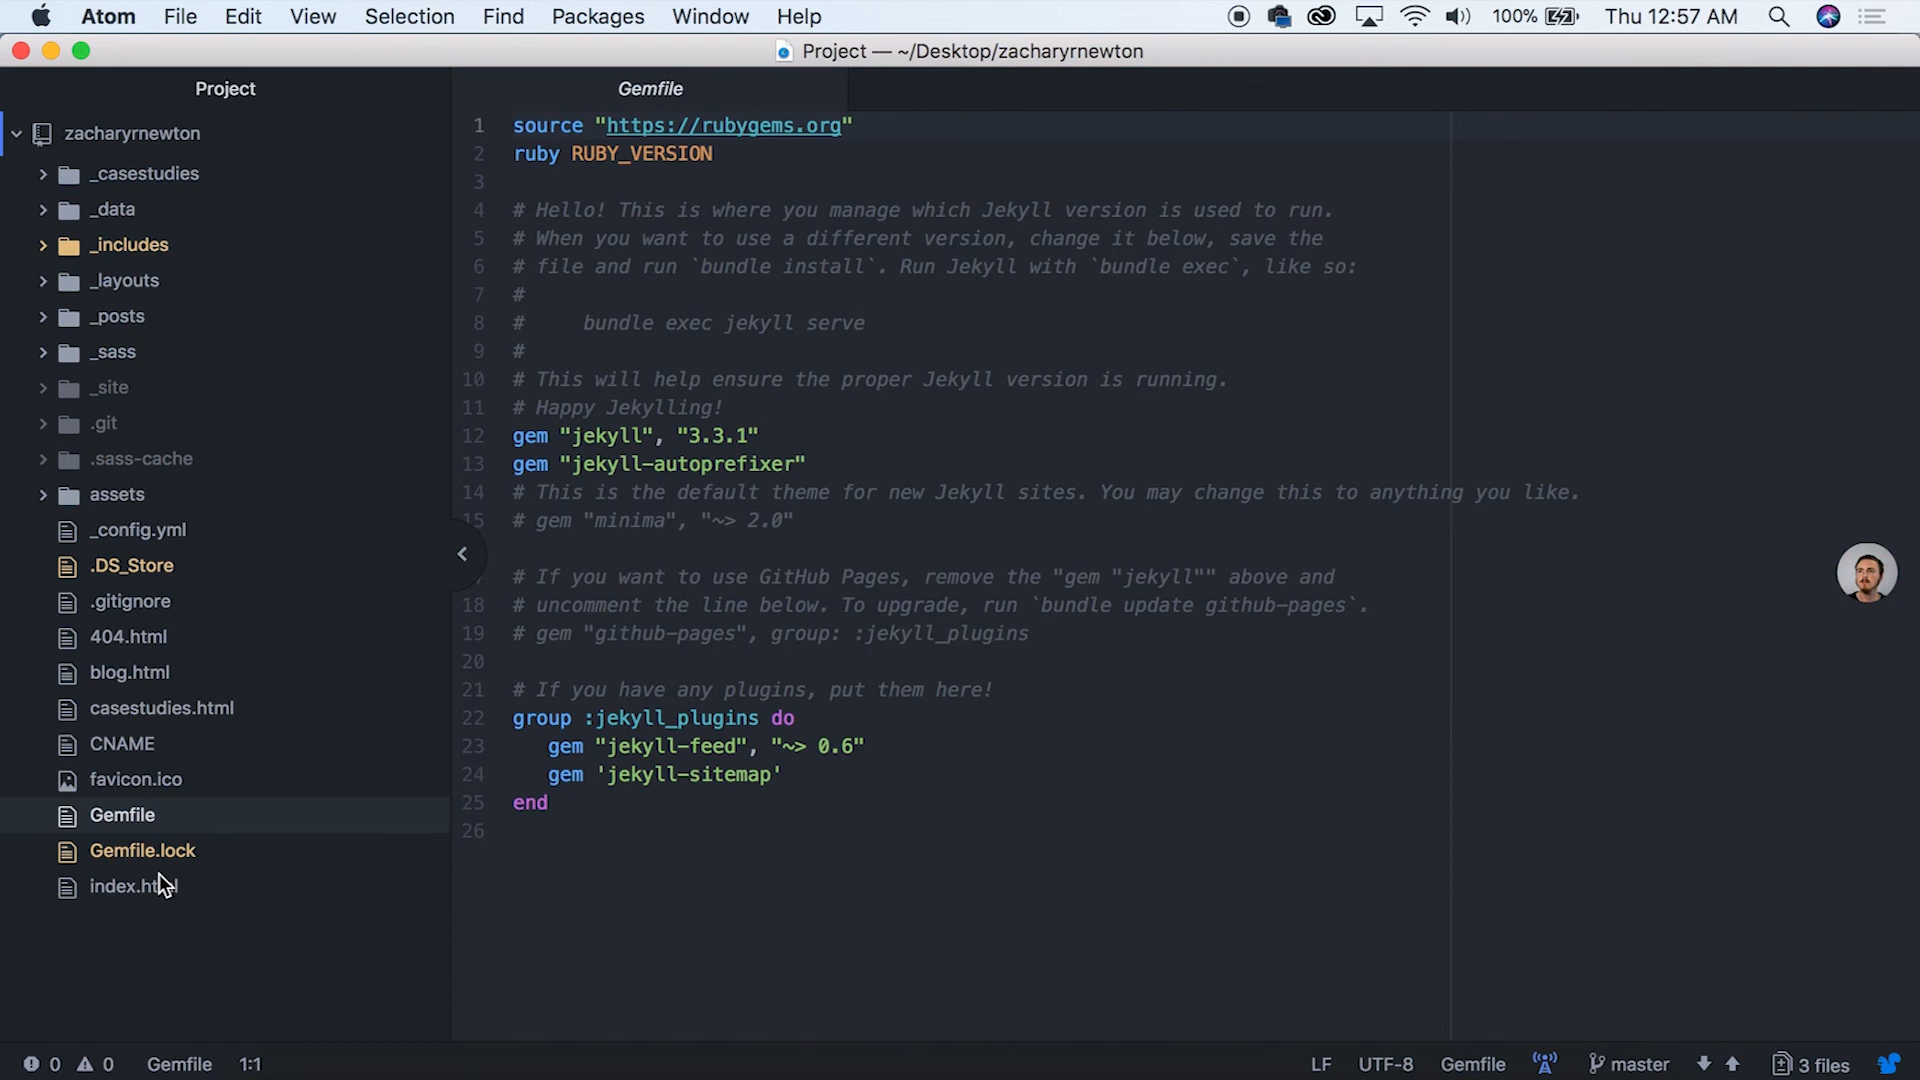 Atom File Edit View Selection Find Packages Window Help 100% Thu 12:57 AM
Project — ~/Desktop/zacharyrnewton
Project
Gemfile
zacharyrnewton
_casestudies
_data
_includes
_layouts
_posts
_sass
_site
.git
.sass-cache
assets
_config.yml
.DS_Store
.gitignore
404.html
blog.html
casestudies.html
CNAME
favicon.ico
Gemfile
Gemfile.lock
index.html
1 source "https://rubygems.org"
2 ruby RUBY_VERSION
3
4 # Hello! This is where you manage which Jekyll version is used to run.
5 # When you want to use a different version, change it below, save the
6 # file and run `bundle install`. Run Jekyll with `bundle exec`, like so:
7 #
8 #     bundle exec jekyll serve
9 #
10 # This will help ensure the proper Jekyll version is running.
11 # Happy Jekylling!
12 gem "jekyll", "3.3.1"
13 gem "jekyll-autoprefixer"
14 # This is the default theme for new Jekyll sites. You may change this to anything you like.
15 # gem "minima", "~> 2.0"
# If you want to use GitHub Pages, remove the "gem "jekyll"" above and
18 # uncomment the line below. To upgrade, run `bundle update github-pages`.
19 # gem "github-pages", group: :jekyll_plugins
20
21 # If you have any plugins, put them here!
22 group :jekyll_plugins do
23    gem "jekyll-feed", "~> 0.6"
24    gem 'jekyll-sitemap'
25 end
26
0 0 Gemfile 1:1 LF UTF-8 Gemfile master 3 files